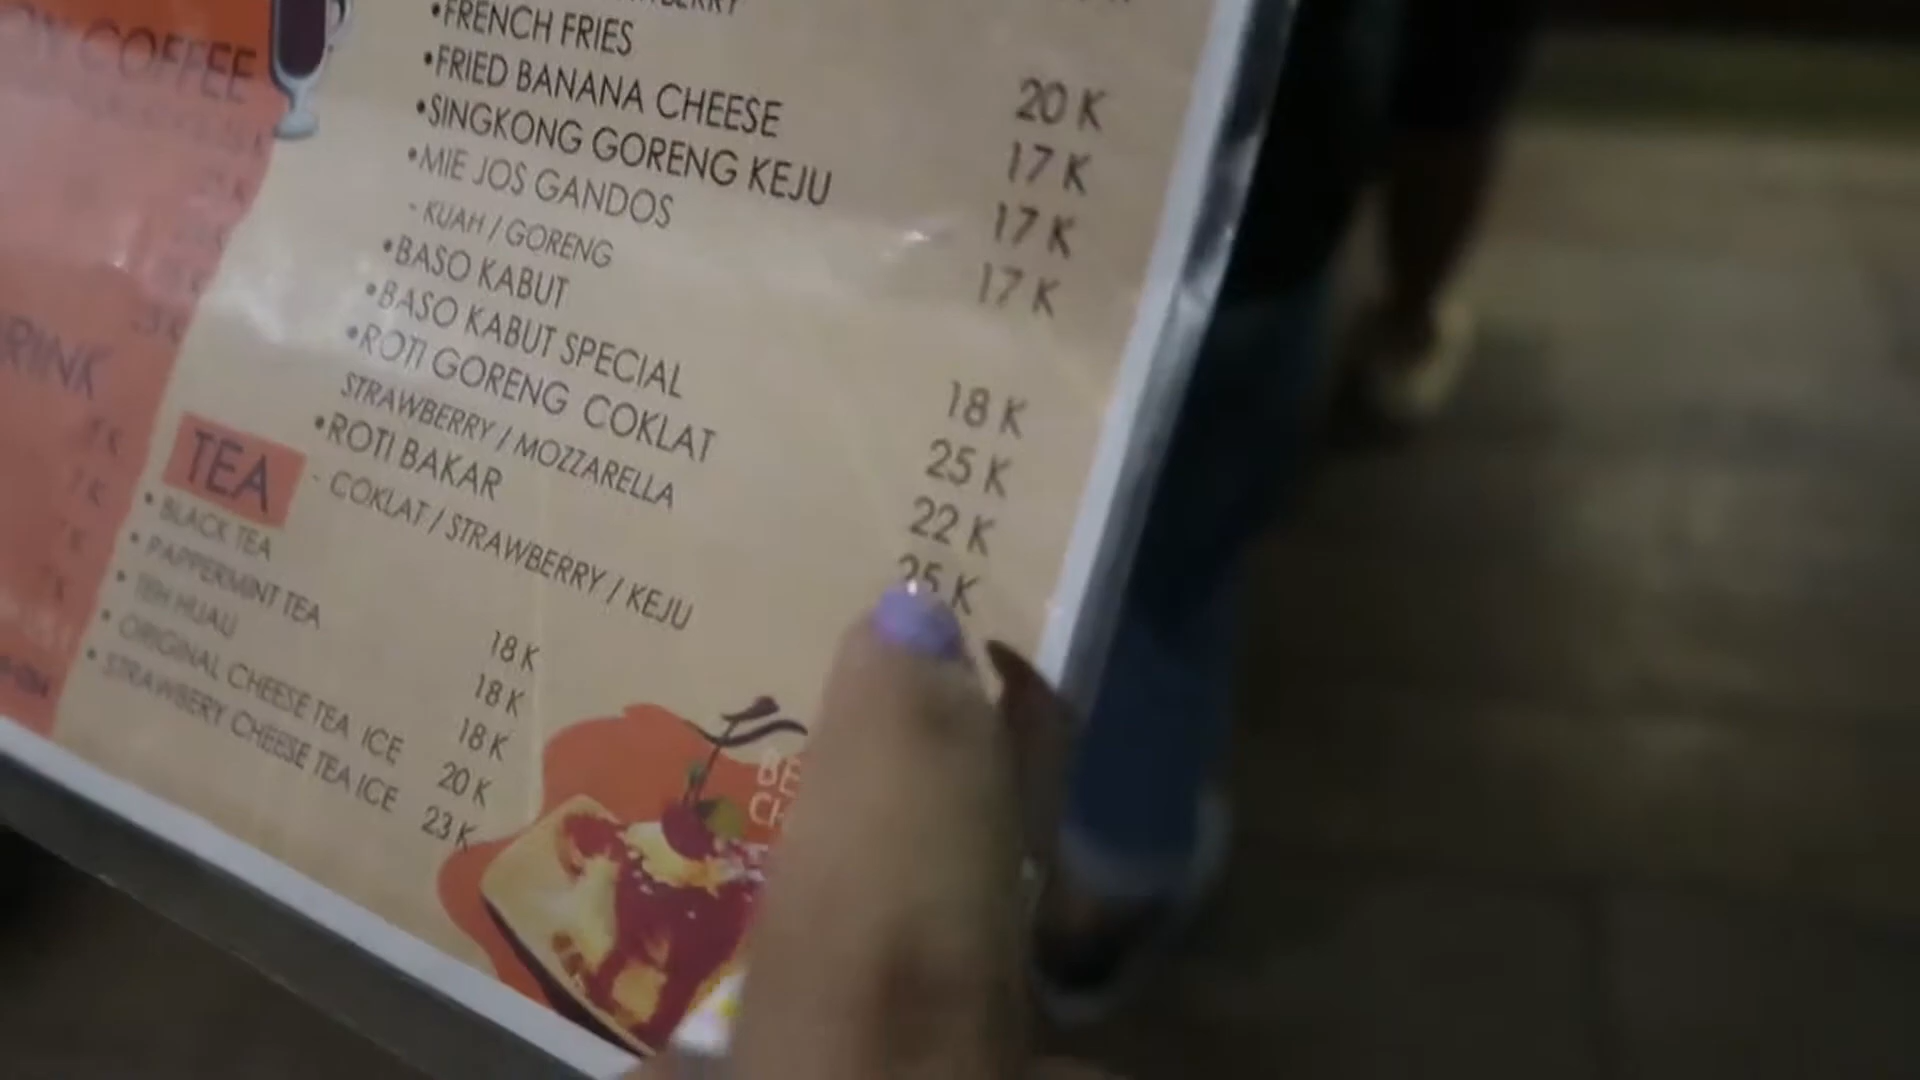 COFFEE
RINK
•FRENCH FRIES
•FRIED BANANA CHEESE 20 K
•SINGKONG GORENG KEJU 17 K
•MIE JOS GANDOS 17 K
- KUAH / GORENG 17 K
•BASO KABUT 18 K
•BASO KABUT SPECIAL 25 K
•ROTI GORENG COKLAT 22 K
STRAWBERRY / MOZZARELLA
•ROTI BAKAR 25 K
- COKLAT / STRAWBERRY / KEJU
TEA
• BLACK TEA 18 K
• PAPPERMINT TEA 18 K
• TEH HIJAU 18 K
• ORIGINAL CHEESE TEA ICE 20 K
• STRAWBERY CHEESE TEA ICE 23 K
BE
CH